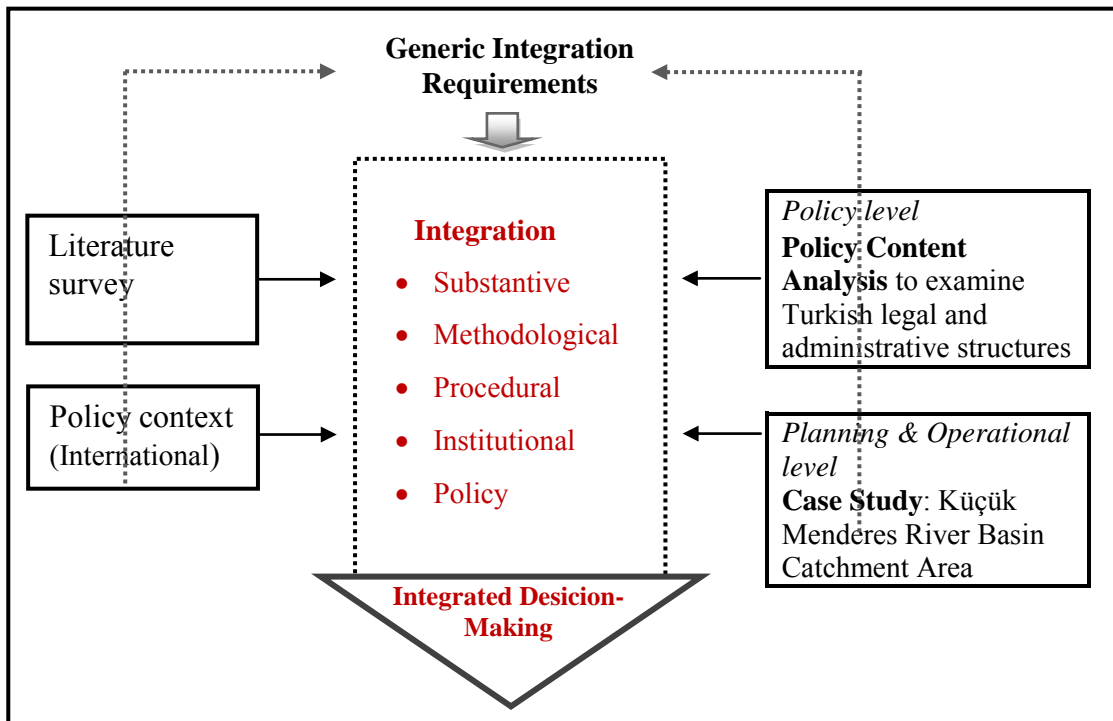 Generic Integration
Requirements
Literature
survey
Policy context
(International)
Integration
• Substantive
• Methodological
• Procedural
• Institutional
• Policy
Policy level
Policy Content
Analysis to examine
Turkish legal and
administrative structures
Planning & Operational
level
Case Study: Küçük
Menderes River Basin
Catchment Area
Integrated Desicion-
Making